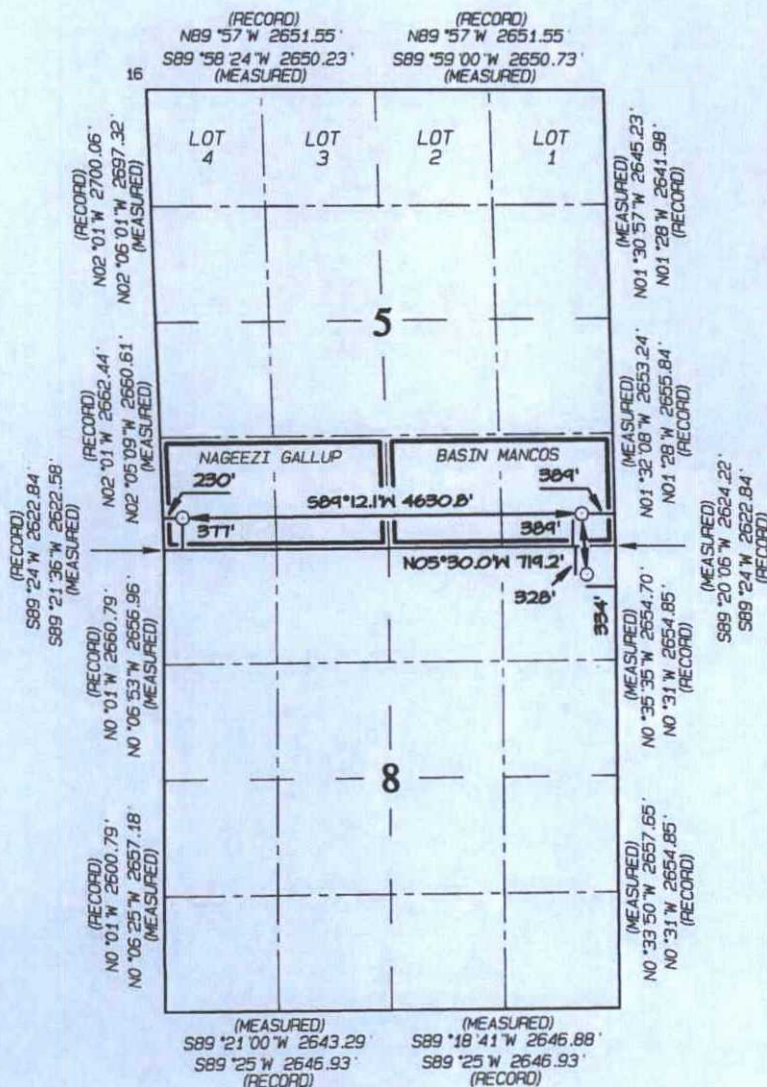 (RECORD)
N89°57'W 2651.55'
S89°58'24"W 2650.23'
(MEASURED)
(RECORD)
N89°57'W 2651.55'
S89°59'00"W 2650.73'
(MEASURED)
16
LOT
4
LOT
3
LOT
2
LOT
1
(RECORD)
N02°01'W 2700.06'
N02°06'01"W 2697.32'
(MEASURED)
(MEASURED)
N01°30'57"W 2645.23'
N01°28'W 2641.98'
(RECORD)
5
(RECORD)
N02°01'W 2662.44'
N02°05'09"W 2660.61'
(MEASURED)
(MEASURED)
N01°32'08"W 2653.24'
N01°28'W 2655.84'
(RECORD)
NAGEEZI GALLUP
BASIN MANCOS
230'
389'
S89°12.1'W 4630.8'
377'
389'
N05°30.0'W 719.2'
328'
334'
(RECORD)
S89°24'W 2622.84'
S89°21'36"W 2622.58'
(MEASURED)
(MEASURED)
S89°20'06"W 2624.22'
S89°24'W 2622.84'
(RECORD)
(RECORD)
N0°01'W 2660.79'
N0°06'53"W 2656.96'
(MEASURED)
(MEASURED)
N0°35'35"W 2654.70'
N0°31'W 2654.85'
(RECORD)
8
(RECORD)
N0°01'W 2600.79'
N0°06'25"W 2657.18'
(MEASURED)
(MEASURED)
N0°33'50"W 2657.65'
N0°31'W 2654.85'
(RECORD)
(MEASURED)
S89°21'00"W 2643.29'
S89°25'W 2646.93'
(RECORD)
(MEASURED)
S89°18'41"W 2646.88'
S89°25'W 2646.93'
(RECORD)